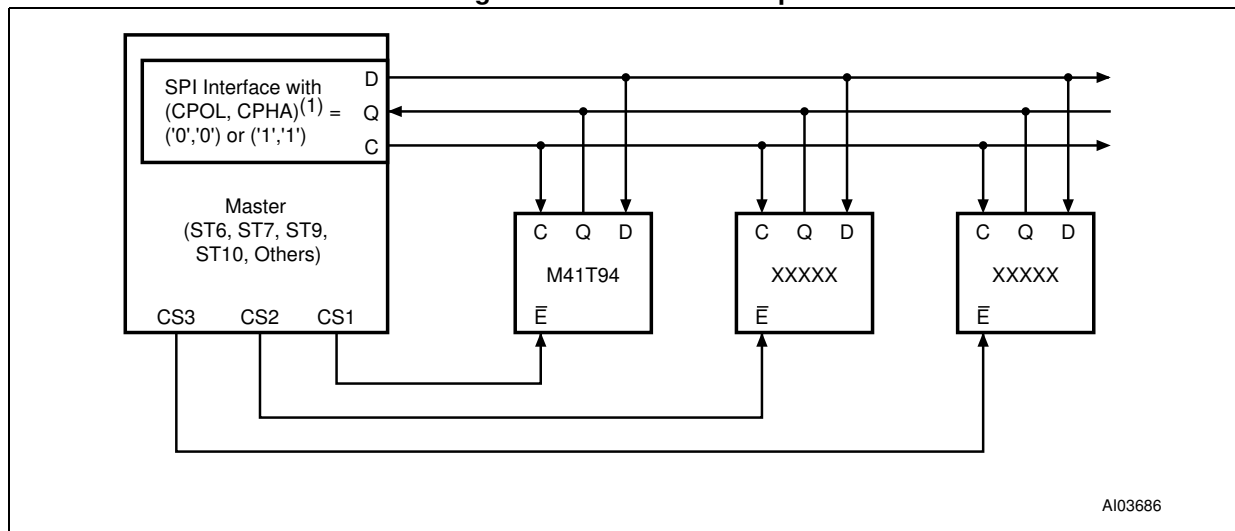 SPI Interface with
(CPOL, CPHA)(1) =
('0','0') or ('1','1')
D
Q
C
Master
(ST6, ST7, ST9,
ST10, Others)
CS3 CS2 CS1
C Q D
M41T94
E̅
C Q D
XXXXX
E̅
C Q D
XXXXX
E̅
AI03686